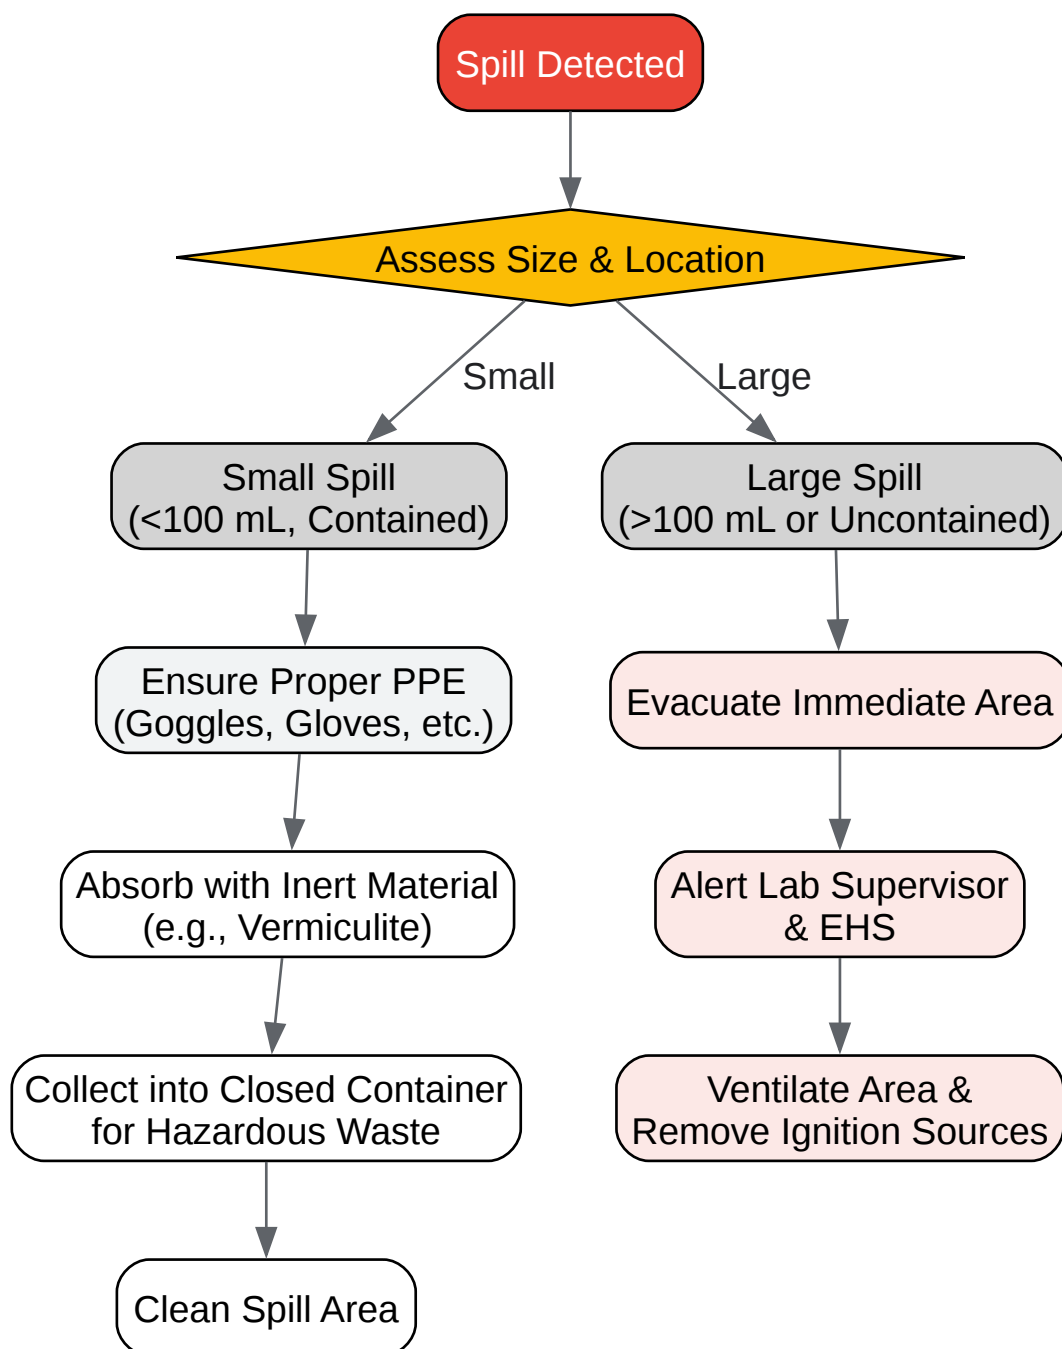 Spill Detected
Assess Size & Location
Small
Large
Small Spill
(<100 mL, Contained)
Large Spill
(>100 mL or Uncontained)
Ensure Proper PPE
(Goggles, Gloves, etc.)
Evacuate Immediate Area
Absorb with Inert Material
(e.g., Vermiculite)
Alert Lab Supervisor
& EHS
Collect into Closed Container
for Hazardous Waste
Ventilate Area &
Remove Ignition Sources
Clean Spill Area